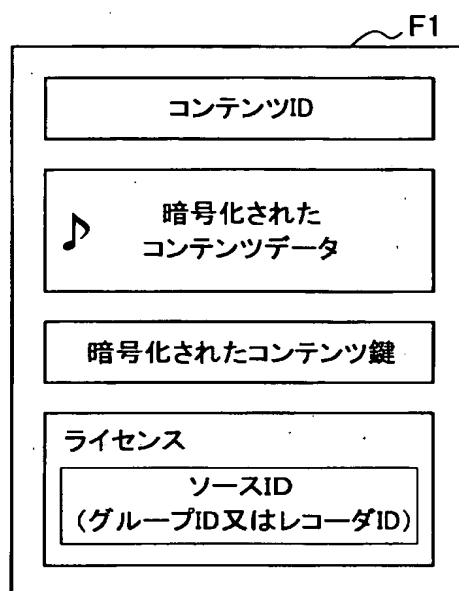 F1
コンテンツID
暗号化された
コンテンツデータ
暗号化されたコンテンツ鍵
ライセンス
ソースID
(グループID又はレコーダID)